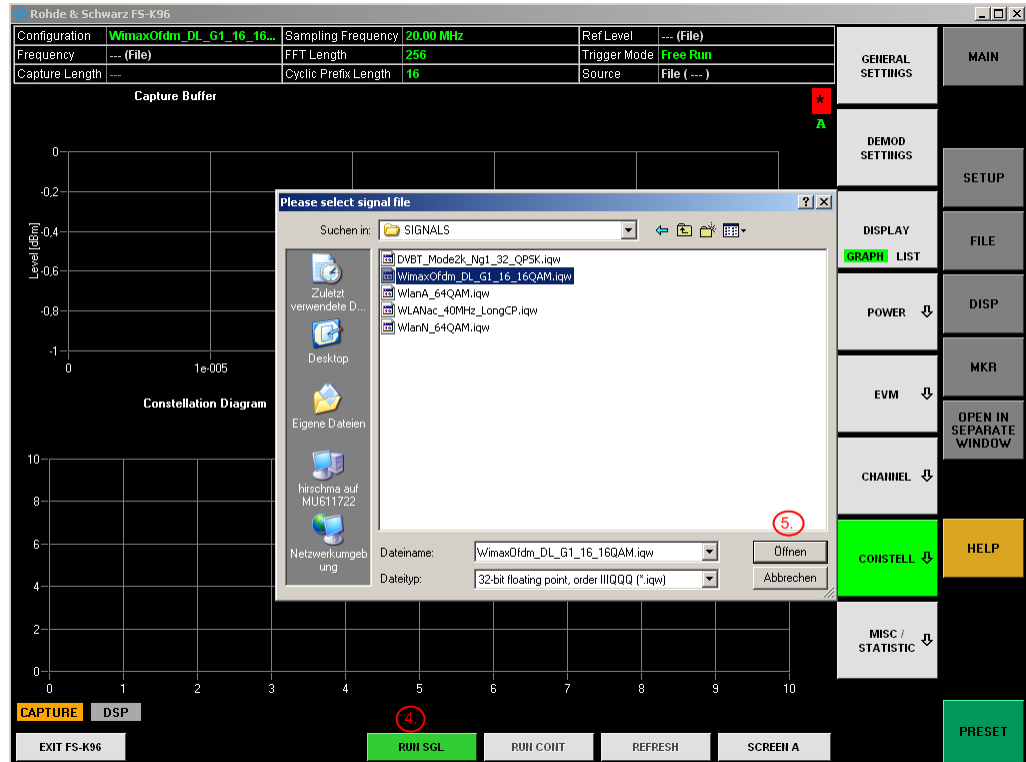 Rohde & Schwarz FS-K96
Configuration WimaxOfdm_DL_G1_16_16... Sampling Frequency 20.00 MHz Ref Level --- (File)
Frequency --- (File) FFT Length 256 Trigger Mode Free Run
Capture Length --- Cyclic Prefix Length 16 Source File ( --- )
Capture Buffer
★
A
Level [dBm]
0
-0,2
-0,4
-0,8
-1
0 1e-005
Constellation Diagram
10
8
6
4
2
0
0 1 2 3 4 5 6 7 8 9 10
Please select signal file
Suchen in: SIGNALS
Zuletzt
verwendete D...
Desktop
Eigene Dateien
hirschma auf
MU611722
Netzwerkumgeb
ung
DVBT_Mode2k_Ng1_32_QPSK.iqw
WimaxOfdm_DL_G1_16_16QAM.iqw
WlanA_64QAM.iqw
WLANac_40MHz_LongCP.iqw
WlanN_64QAM.iqw
5.
Dateiname: WimaxOfdm_DL_G1_16_16QAM.iqw Öffnen
Dateityp: 32-bit floating point, order IIIQQQ (*.iqw) Abbrechen
GENERAL
SETTINGS
DEMOD
SETTINGS
DISPLAY
GRAPH LIST
POWER
EVM
CHANNEL
CONSTELL
MISC /
STATISTIC
MAIN
SETUP
FILE
DISP
MKR
OPEN IN
SEPARATE
WINDOW
HELP
PRESET
CAPTURE DSP
4.
EXIT FS-K96 RUN SGL RUN CONT REFRESH SCREEN A